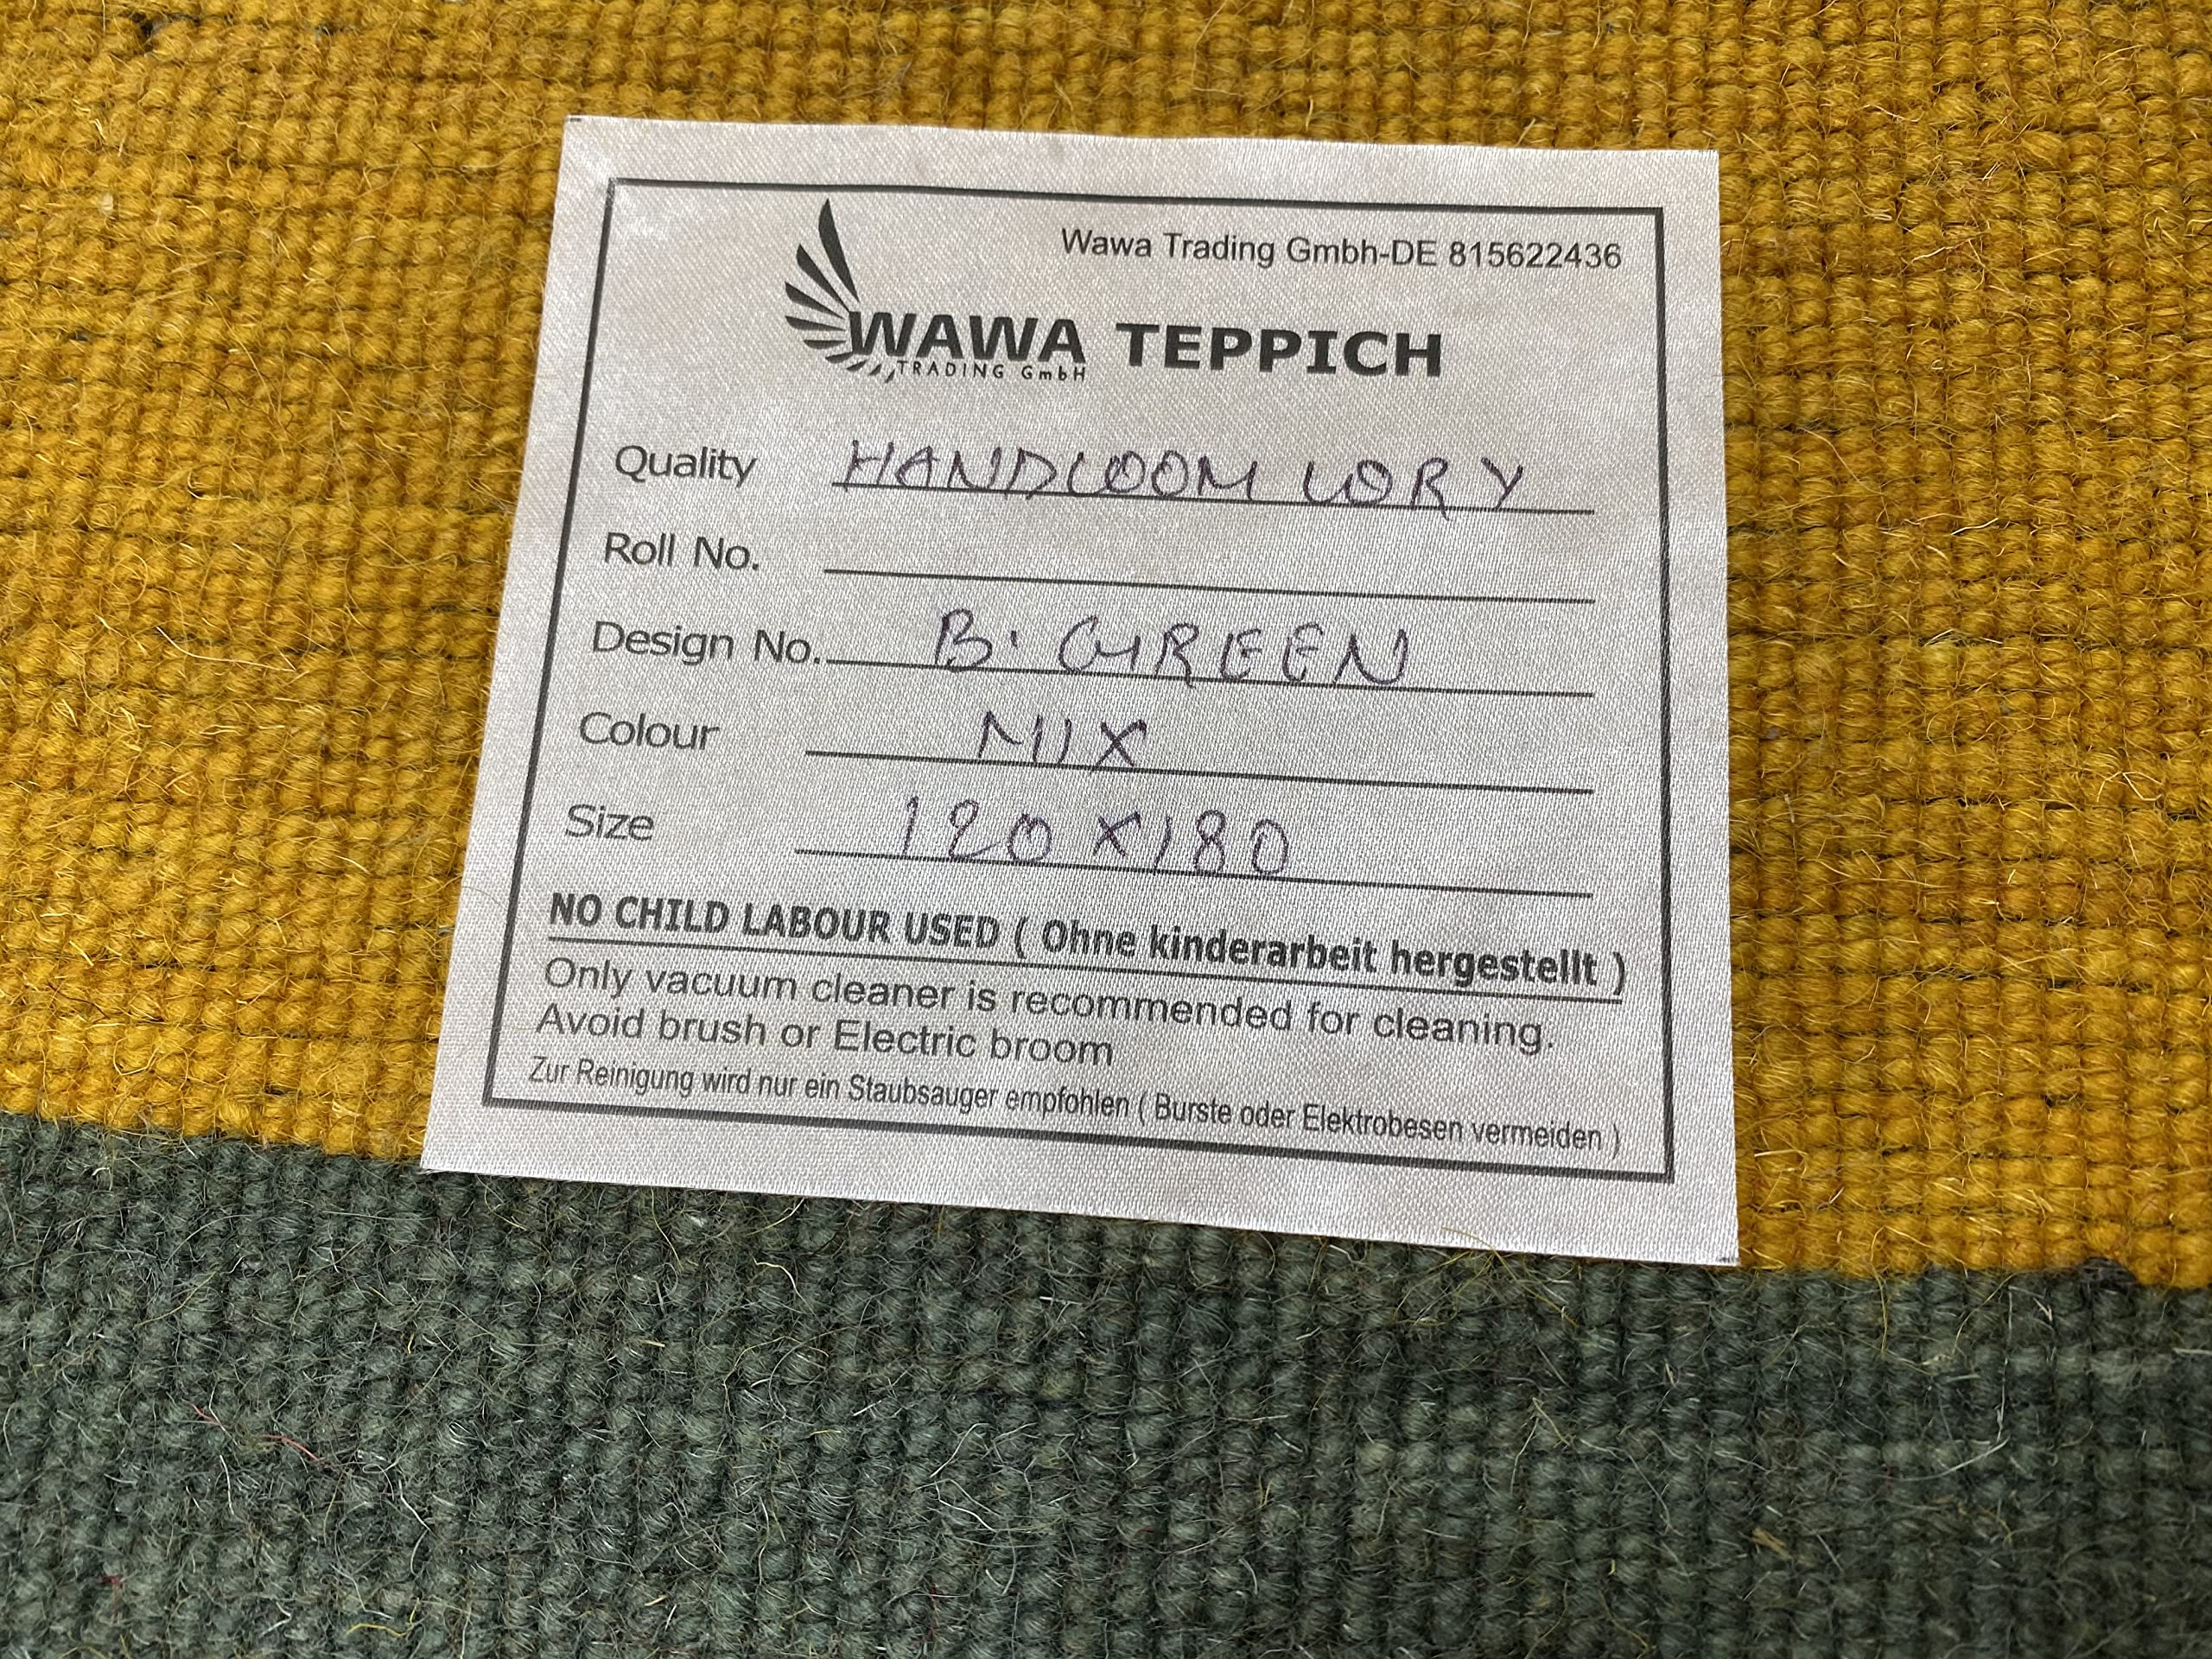 Wawa Trading Gmbh-DE 815622436
WAWA TEPPICH
TRADING GmbH
Quality HANDLOOM LORY
Roll No.
Design No. B. GREEN
Colour MIX
Size 120 X 180
NO CHILD LABOUR USED ( Ohne kinderarbeit hergestellt )
Only vacuum cleaner is recommended for cleaning.
Avoid brush or Electric broom
Zur Reinigung wird nur ein Staubsauger empfohlen ( Burste oder Elektrobesen vermeiden )